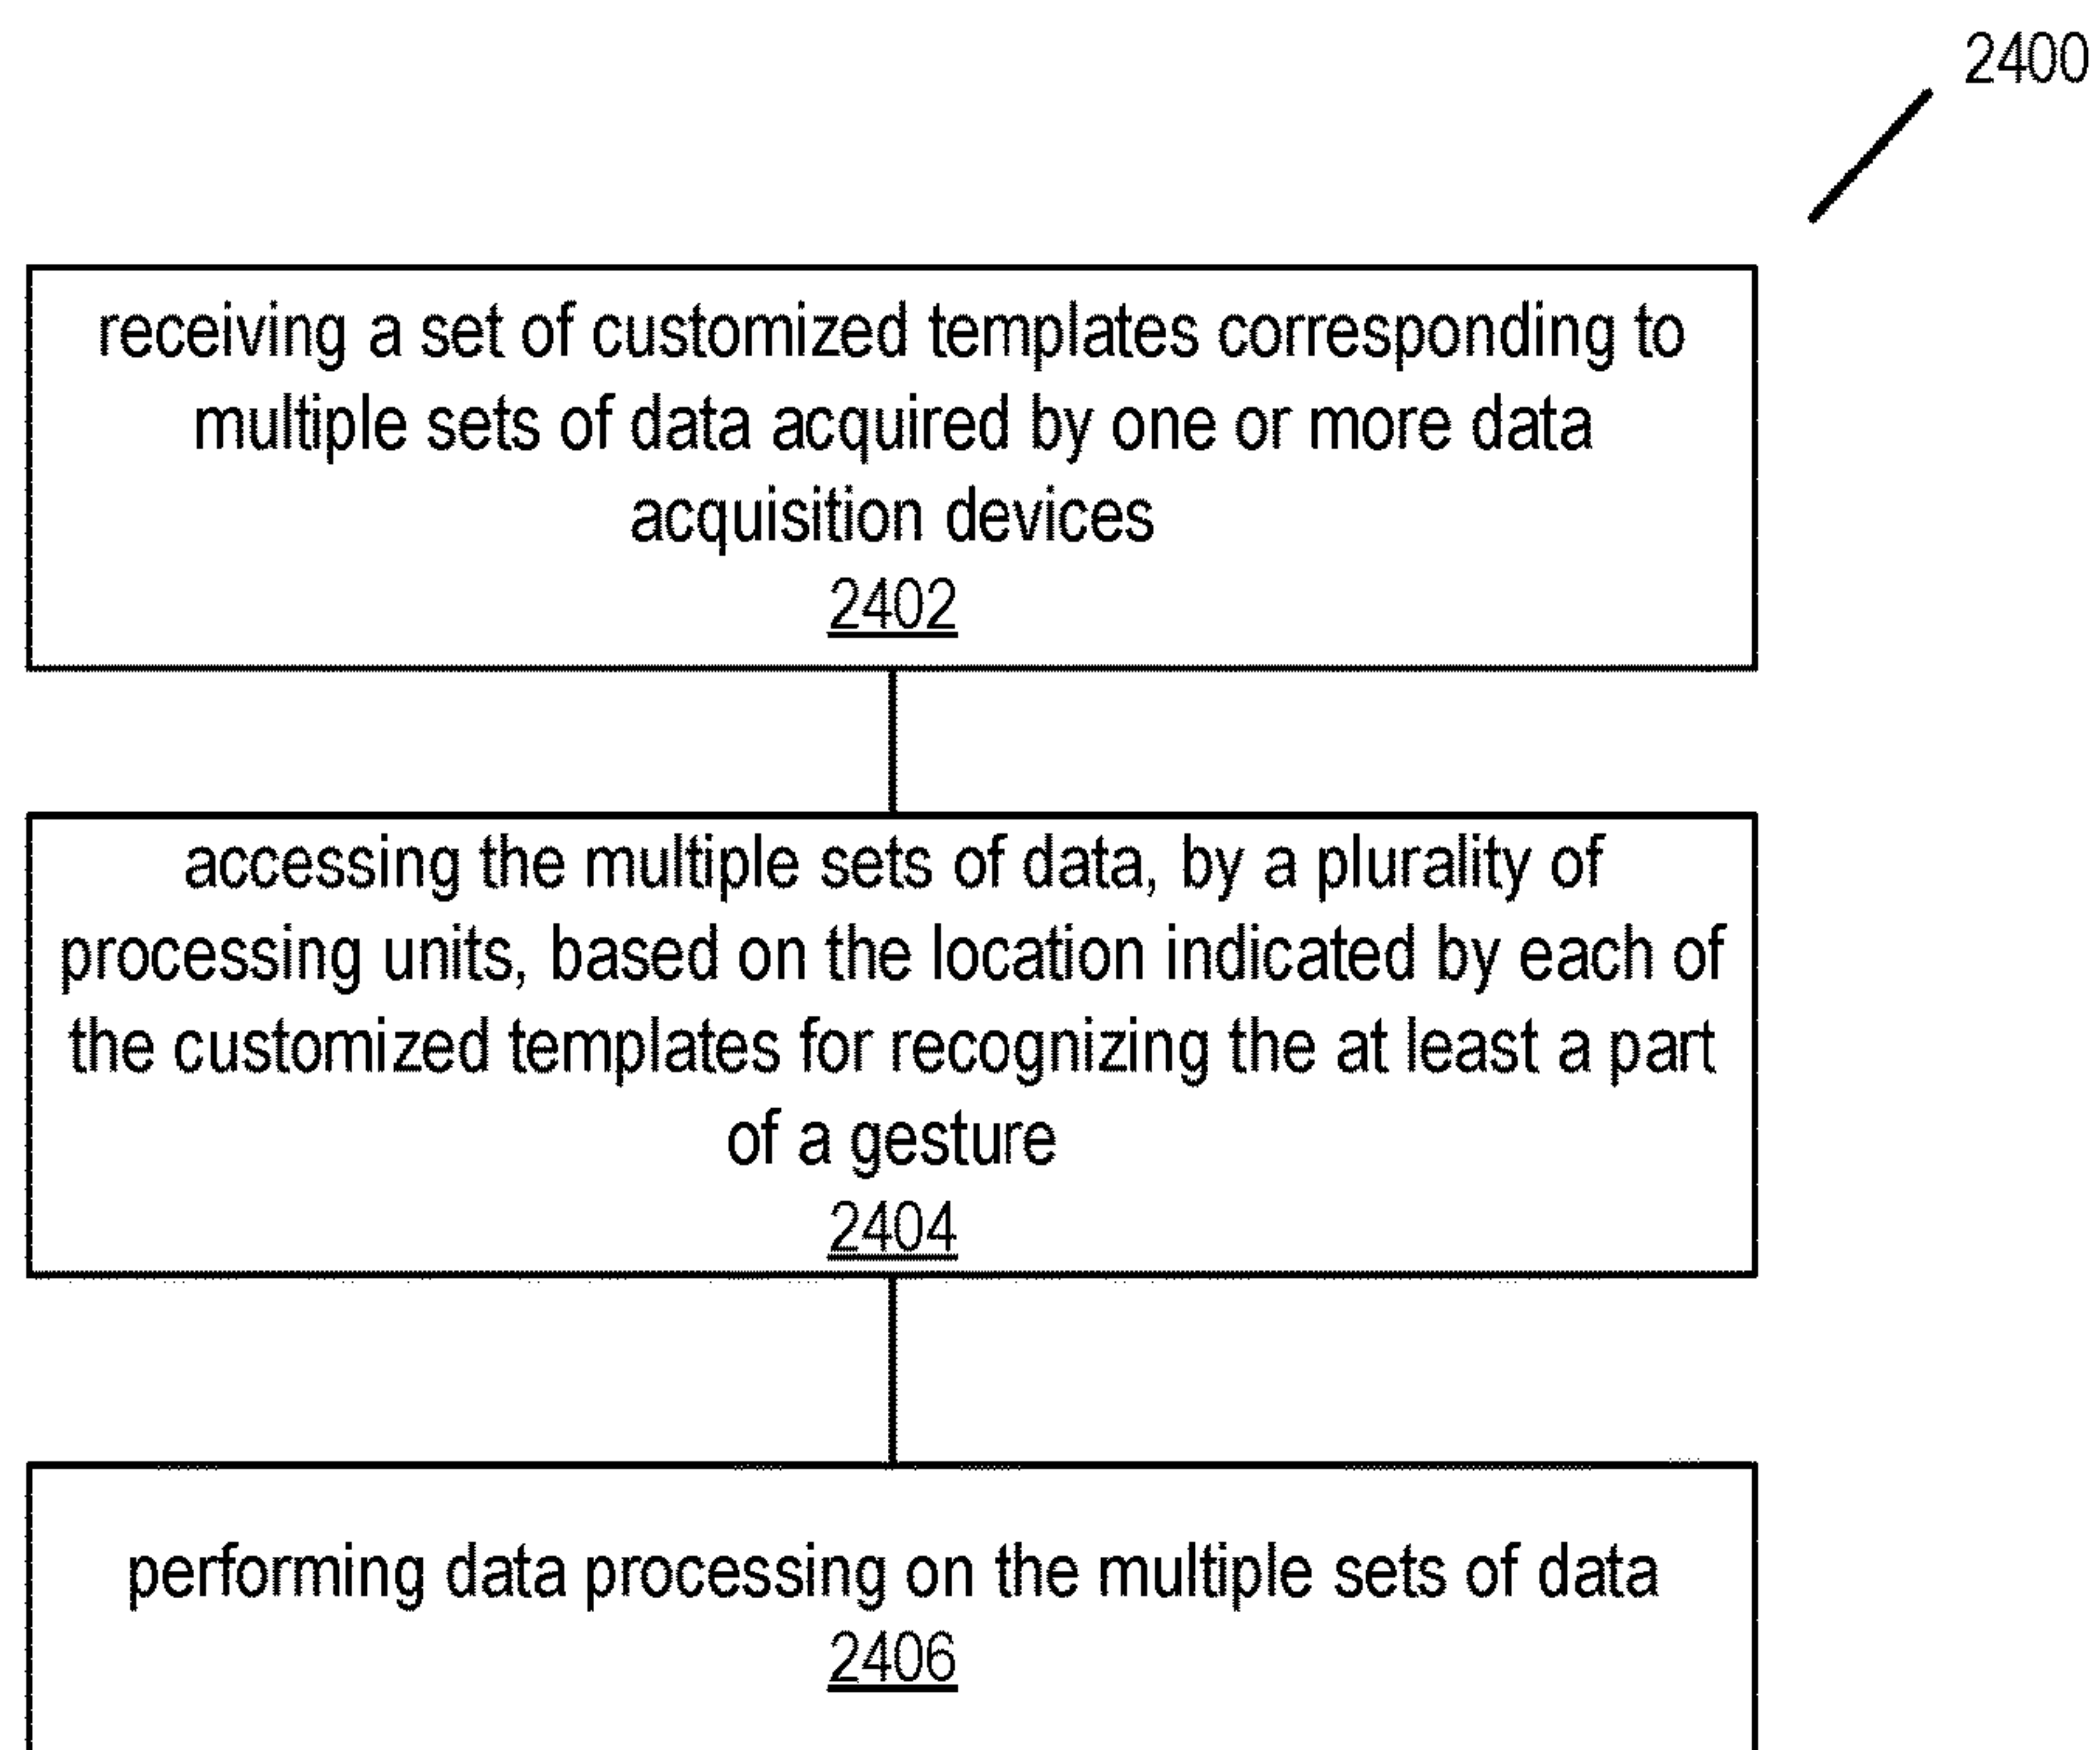 2400
receiving a set of customized templates corresponding to
multiple sets of data acquired by one or more data
acquisition devices
2402
accessing the multiple sets of data, by a plurality of
processing units, based on the location indicated by each of
the customized templates for recognizing the at least a part
of a gesture
2404
performing data processing on the multiple sets of data
2406